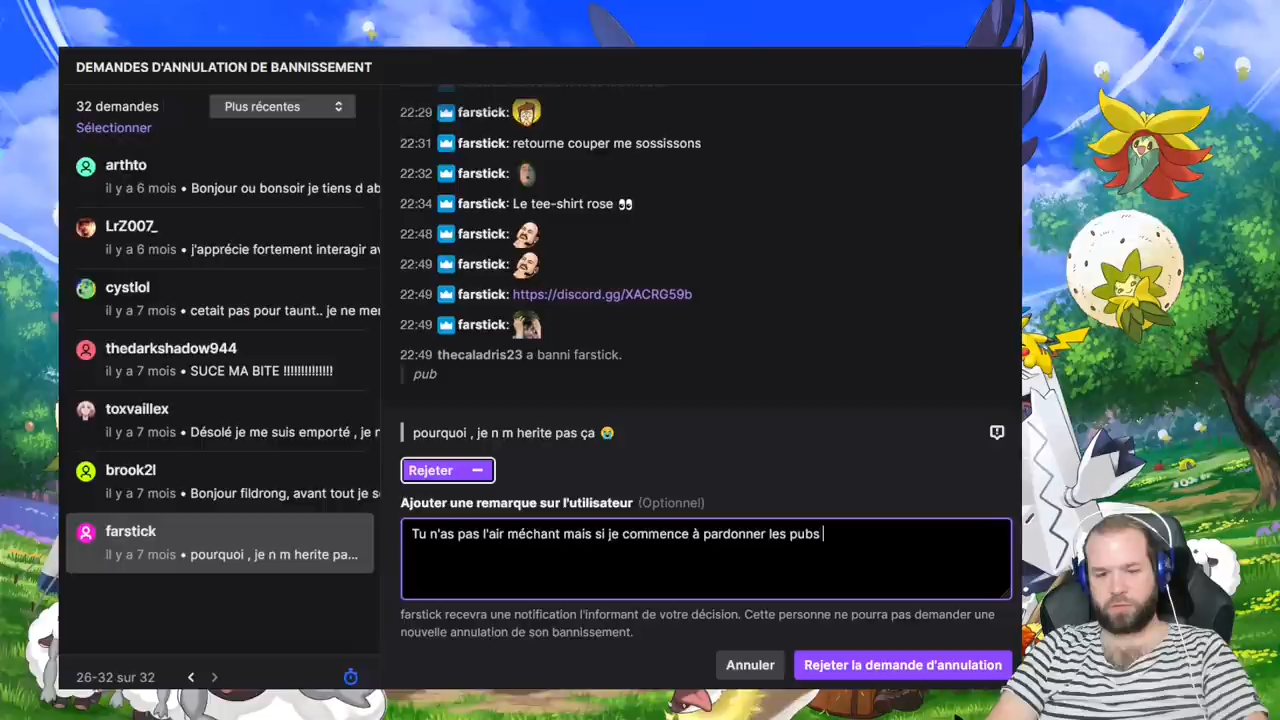 DEMANDES D'ANNULATION DE BANNISSEMENT
32 demandes
Plus récentes
Sélectionner
arthto
il y a 6 mois • Bonjour ou bonsoir je tiens d ab
LrZ007_
il y a 6 mois • j'apprécie fortement interagir av
cystlol
il y a 7 mois • cetait pas pour taunt.. je ne mer
thedarkshadow944
il y a 7 mois • SUCE MA BITE !!!!!!!!!!!!!
toxvaillex
il y a 7 mois • Désolé je me suis emporté , je r
brook2l
il y a 7 mois • Bonjour fildrong, avant tout je s
farstick
il y a 7 mois • pourquoi , je n m herite pa...
26-32 sur 32
22:29 farstick:
22:31 farstick: retourne couper me sossissons
22:32 farstick:
22:34 farstick: Le tee-shirt rose 👀
22:48 farstick:
22:49 farstick:
22:49 farstick: https://discord.gg/XACRG59b
22:49 farstick:
22:49 thecaladris23 a banni farstick.
pub
pourquoi , je n m herite pas ça 😭
Rejeter
Ajouter une remarque sur l'utilisateur (Optionnel)
Tu n'as pas l'air méchant mais si je commence à pardonner les pubs
farstick recevra une notification l'informant de votre décision. Cette personne ne pourra pas demander une
nouvelle annulation de son bannissement.
Annuler
Rejeter la demande d'annulation